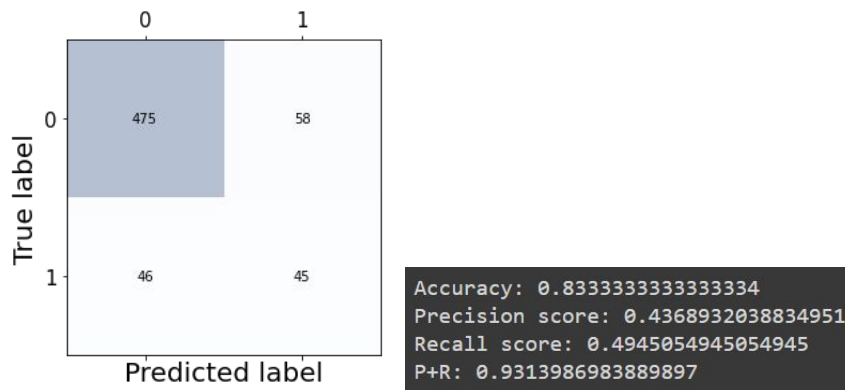 0 1
0 475 58
1 46 45
True label
Predicted label
Accuracy: 0.8333333333333334
Precision score: 0.4368932038834951
Recall score: 0.4945054945054945
P+R: 0.9313986983889897